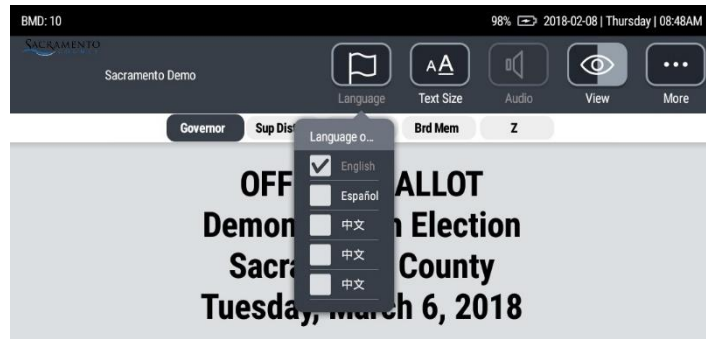 BMD: 10 98% 2018-02-08 | Thursday | 08:48AM
SACRAMENTO
Sacramento Demo
Language Text Size Audio View More
Governor Sup Dist Brd Mem Z
Language o...
English
Español
中文
中文
中文
OFF ALLOT
Demon n Election
Sacra County
Tuesday, March 6, 2018